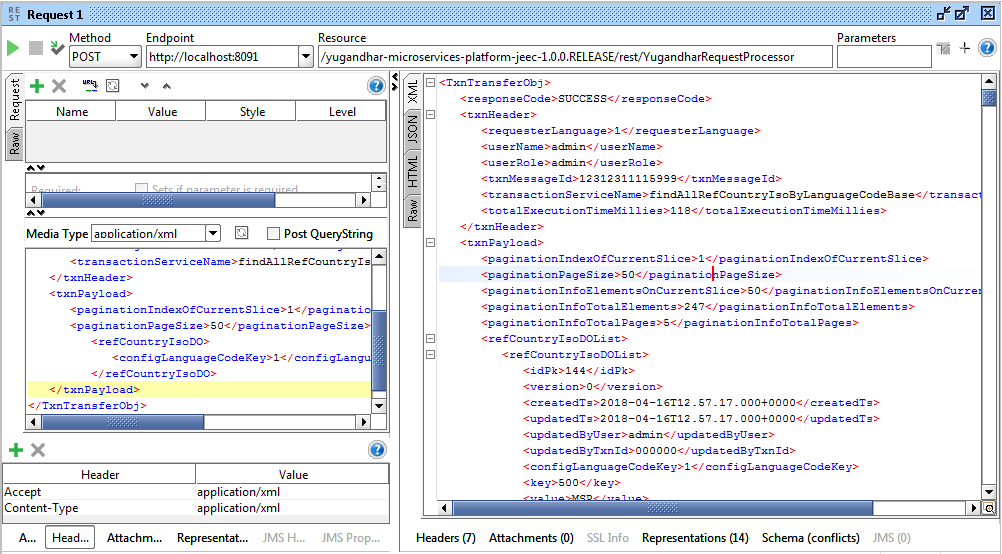 REST Request 1
Method Endpoint Resource Parameters
POST http://localhost:8091 /yugandhar-microservices-platform-jeec-1.0.0.RELEASE/rest/YugandharRequestProcessor
Request
Raw
Name Value Style Level
Required: Sets if parameter is required
Media Type application/xml Post QueryString
<transactionServiceName>findAllRefCountryIs
</txnHeader>
<txnPayload>
<paginationIndexOfCurrentSlice>1</paginatio
<paginationPageSize>50</paginationPageSize>
<refCountryIsoDO>
<configLanguageCodeKey>1</configLangu
</refCountryIsoDO>
</txnPayload>
</TxnTransferObj>
Header Value
Accept application/xml
Content-Type application/xml
A... Head... Attachm... Representat... JMS H... JMS Prop...
XML
JSON
HTML
Raw
<TxnTransferObj>
<responseCode>SUCCESS</responseCode>
<txnHeader>
<requesterLanguage>1</requesterLanguage>
<userName>admin</userName>
<userRole>admin</userRole>
<txnMessageId>12312311115999</txnMessageId>
<transactionServiceName>findAllRefCountryIsoByLanguageCodeBase</transact
<totalExecutionTimeMillies>118</totalExecutionTimeMillies>
</txnHeader>
<txnPayload>
<paginationIndexOfCurrentSlice>1</paginationIndexOfCurrentSlice>
<paginationPageSize>50</paginationPageSize>
<paginationInfoElementsOnCurrentSlice>50</paginationInfoElementsOnCurren
<paginationInfoTotalElements>247</paginationInfoTotalElements>
<paginationInfoTotalPages>5</paginationInfoTotalPages>
<refCountryIsoDOList>
<refCountryIsoDOList>
<idPk>144</idPk>
<version>0</version>
<createdTs>2018-04-16T12.57.17.000+0000</createdTs>
<updatedTs>2018-04-16T12.57.17.000+0000</updatedTs>
<updatedByUser>admin</updatedByUser>
<updatedByTxnId>000000</updatedByTxnId>
<configLanguageCodeKey>1</configLanguageCodeKey>
<key>500</key>
<value>MSR</value>
Headers (7) Attachments (0) SSL Info Representations (14) Schema (conflicts) JMS (0)